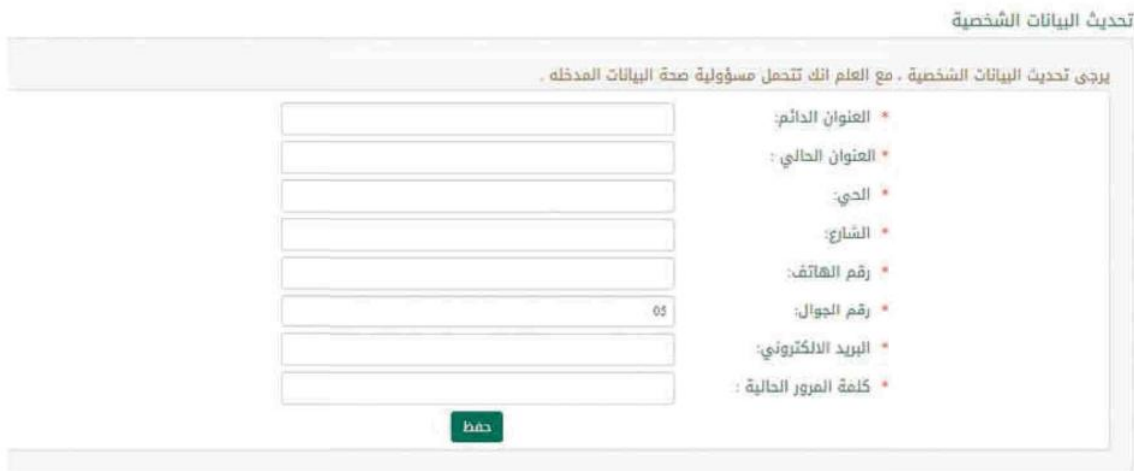 تحديث البيانات الشخصية
يرجى تحديث البيانات الشخصية ، مع العلم انك تتحمل مسؤولية صحة البيانات المدخله .
* العنوان الدائم:
* العنوان الحالي :
* الحي:
* الشارع:
* رقم الهاتف:
* رقم الجوال: 05
* البريد الالكتروني:
* كلمة المرور الحالية :
حفظ